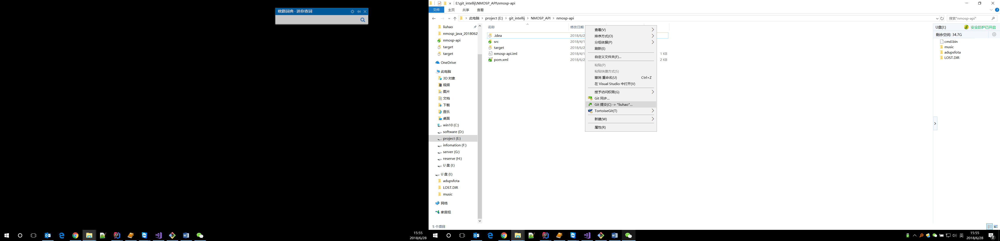 欧路词典 - 迷你查词
15:55
2018/6/28
E:\git_intellij\NMOSP_API\nmosp-api
文件
主页
共享
查看
此电脑
project (E:)
git_intellij
NMOSP_API
nmosp-api
搜索"nmosp-api"
liuhao
nmosp_java_2018062
nmosp-api
target
target
OneDrive
此电脑
3D 对象
视频
图片
文档
下载
音乐
桌面
win10 (C:)
software (D:)
project (E:)
infomation (F:)
server (G:)
reserve (H:)
U 盘 (I:)
U 盘 (I:)
adupsfota
LOST.DIR
music
网络
家庭组
5 个项目
名称
修改日期
.idea
2018/6/2
src
2018/4/1
target
2018/6/2
nmosp-api.iml
2018/4/1
1 KB
pom.xml
2018/6/2
2 KB
查看(V)
排序方式(O)
分组依据(P)
刷新(E)
自定义文件夹(F)...
粘贴(P)
粘贴快捷方式(S)
撤消 重命名(U) Ctrl+Z
在 Visual Studio 中打开(V)
授予访问权限(G)
Git 同步...
Git 提交(C) -> "liuhao"...
TortoiseGit(T)
新建(W)
属性(R)
U盘(I:)
安全防护已开启
剩余空间: 34.7G
cmd.bin
music
adupsfota
LOST.DIR
英
15:55
2018/6/28
2